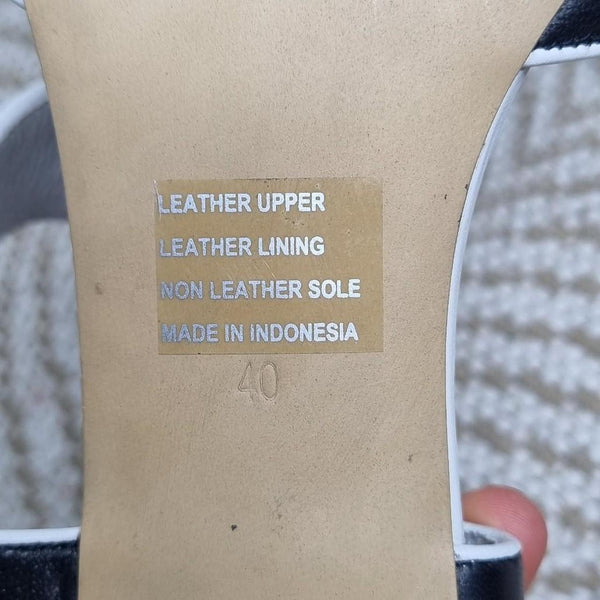 LEATHER UPPER
LEATHER LINING
NON LEATHER SOLE
MADE IN INDONESIA
40